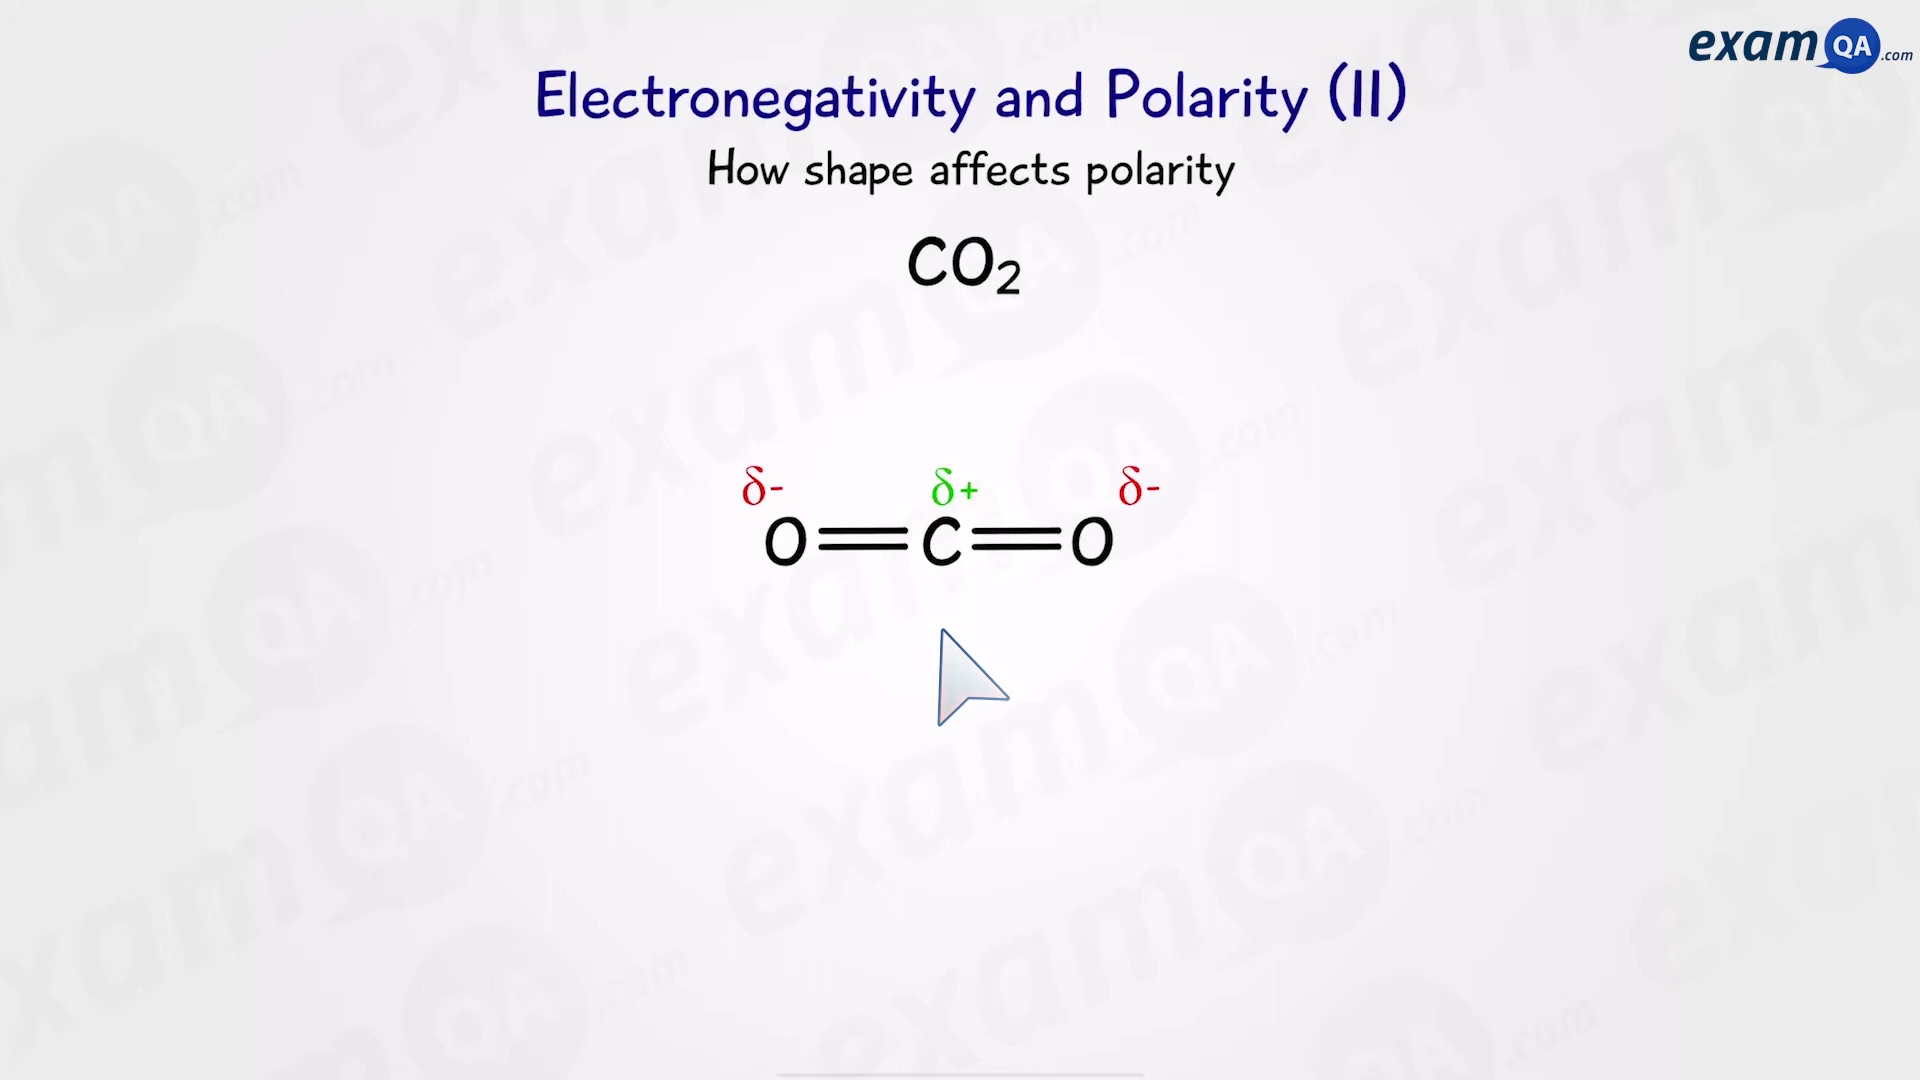 examQA.com
Electronegativity and Polarity (II)
How shape affects polarity
CO₂
δ- δ+ δ-
O=C=O